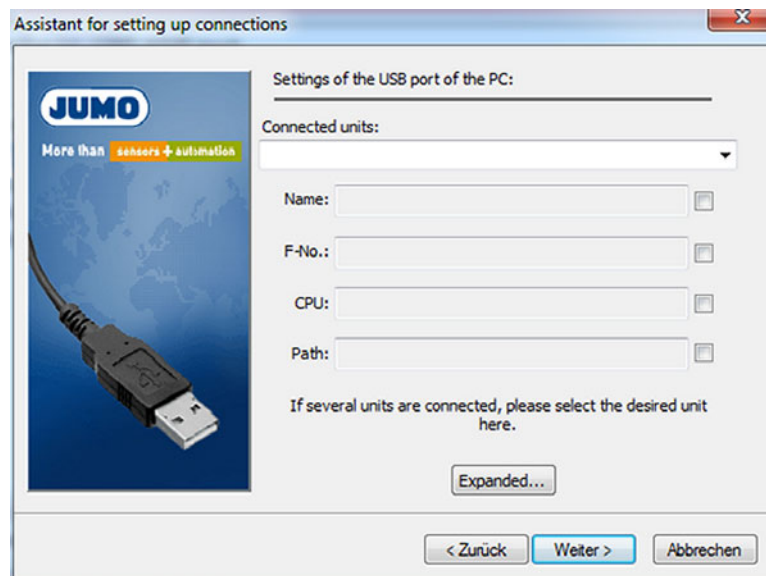 Assistant for setting up connections
JUMO
More than sensors + automation
Settings of the USB port of the PC:
Connected units:
Name:
F-No.:
CPU:
Path:
If several units are connected, please select the desired unit
here.
Expanded...
< Zurück
Weiter >
Abbrechen